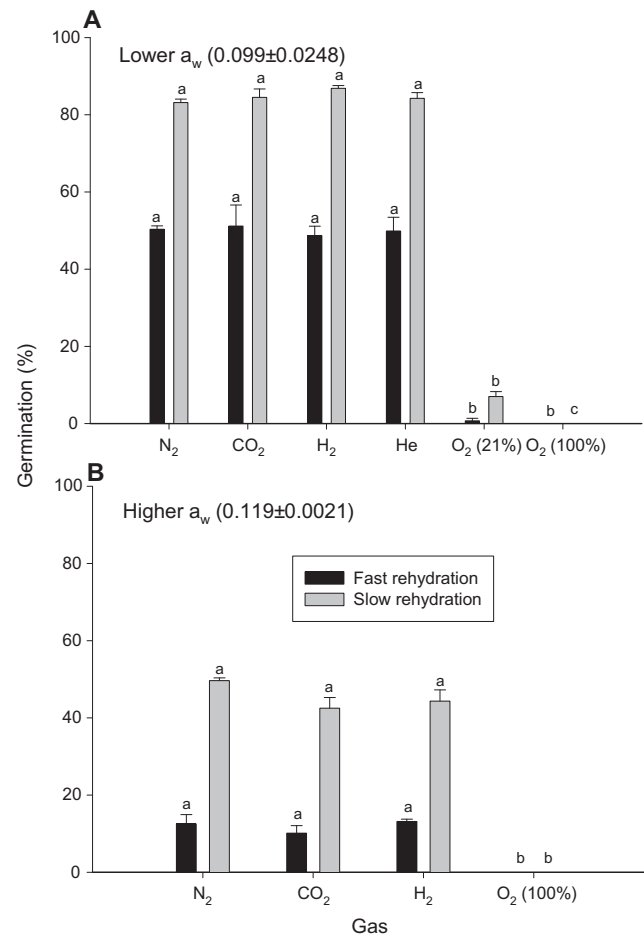 A
Lower a_w (0.099±0.0248)
100
80
60
40
20
0
a a a a a a a a b b b c
N₂ CO₂ H₂ He O₂ (21%) O₂ (100%)
Germination (%)
B
Higher a_w (0.119±0.0021)
100
80
60
40
20
0
Fast rehydration
Slow rehydration
a a a a a a b b
N₂ CO₂ H₂ O₂ (100%)
Gas